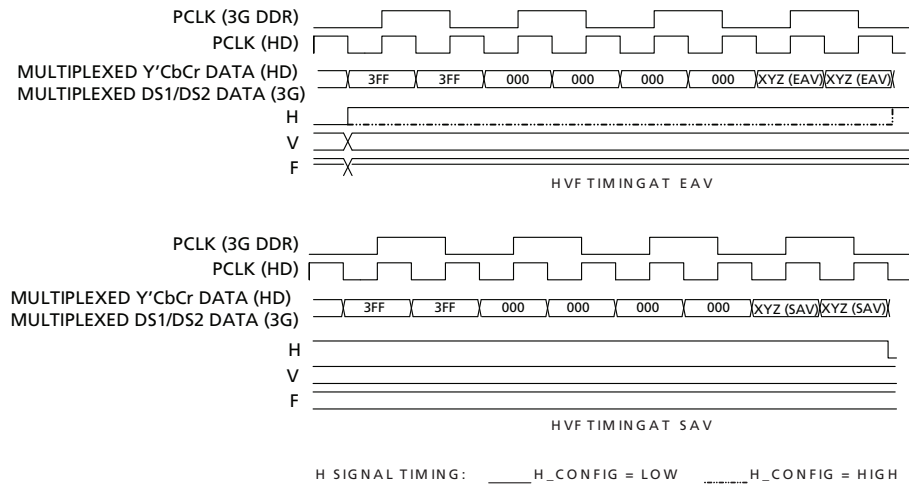 PCLK (3G DDR)
PCLK (HD)
MULTIPLEXED Y'CbCr DATA (HD)
MULTIPLEXED DS1/DS2 DATA (3G)
3FF 3FF 000 000 000 000 XYZ (EAV) XYZ (EAV)
H
V
F
HVF TIMINGAT EAV
PCLK (3G DDR)
PCLK (HD)
MULTIPLEXED Y'CbCr DATA (HD)
MULTIPLEXED DS1/DS2 DATA (3G)
3FF 3FF 000 000 000 000 XYZ (SAV) XYZ (SAV)
H
V
F
HVF TIMINGAT SAV
H SIGNAL TIMING: H_CONFIG = LOW H_CONFIG = HIGH